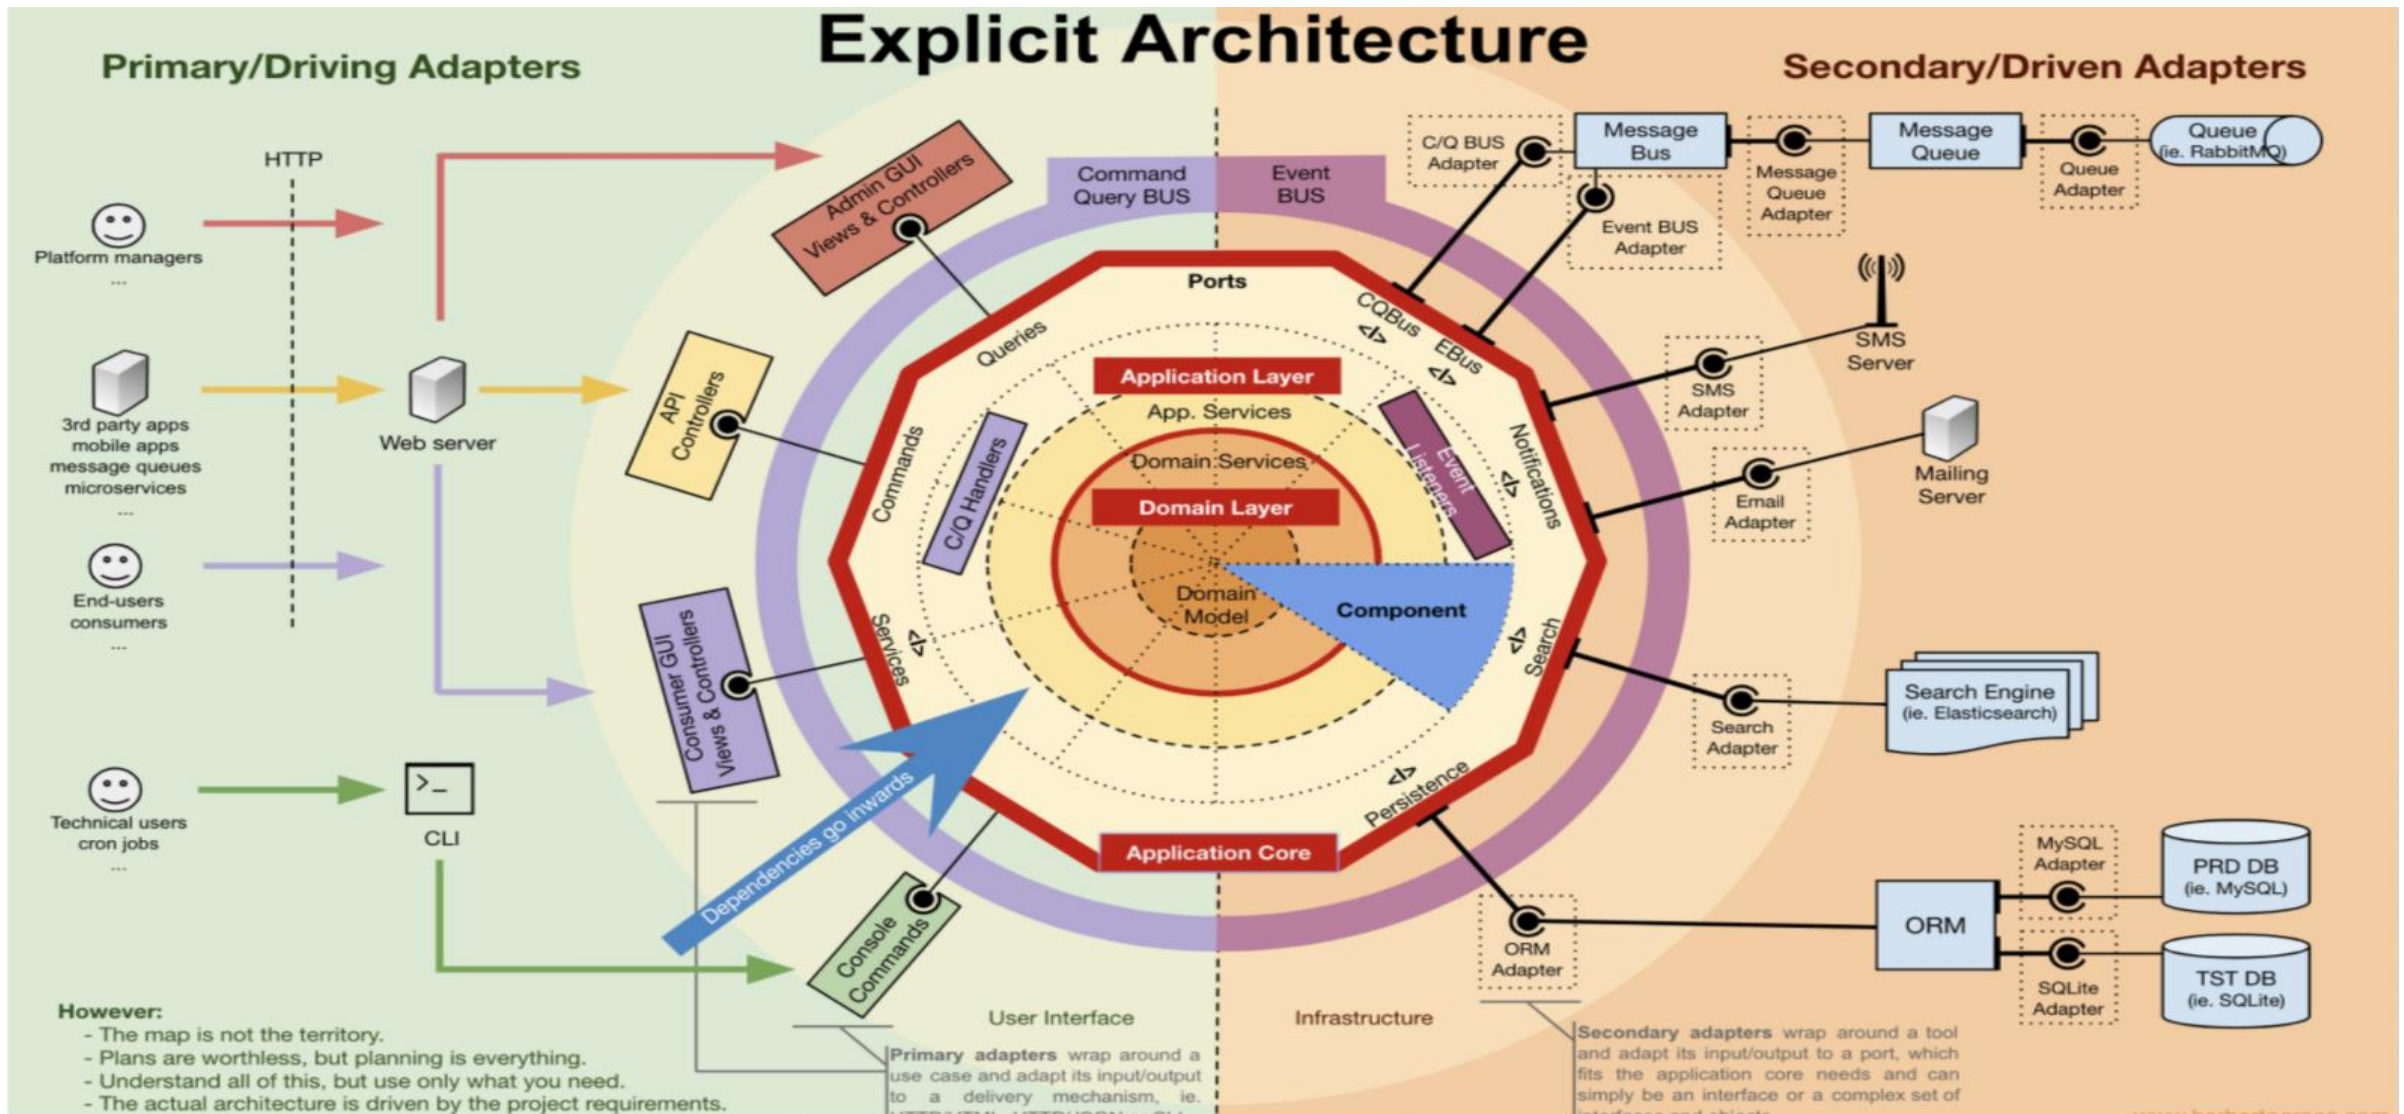 Explicit Architecture
Primary/Driving Adapters
Secondary/Driven Adapters
HTTP
Platform managers
...
3rd party apps
mobile apps
message queues
microservices
...
End-users
consumers
...
Technical users
cron jobs
...
Web server
>_
CLI
Admin GUI
Views & Controllers
API
Controllers
Consumer GUI
Views & Controllers
Console
Commands
Dependencies go inwards
Command
Query BUS
Event
BUS
Ports
Queries
Commands
Services
</>
CQBus
</>
EBus
</>
Notifications
</>
Search
</>
Persistence
</>
Application Layer
App. Services
C/Q Handlers
Event
Listeners
Domain Services
Domain Layer
Domain
Model
Component
Application Core
User Interface
Infrastructure
C/Q BUS
Adapter
Message
Bus
Event BUS
Adapter
Message
Queue
Adapter
Message
Queue
Queue
Adapter
Queue
(ie. RabbitMQ)
SMS
Adapter
SMS
Server
Email
Adapter
Mailing
Server
Search
Adapter
Search Engine
(ie. Elasticsearch)
ORM
Adapter
ORM
MySQL
Adapter
PRD DB
(ie. MySQL)
SQLite
Adapter
TST DB
(ie. SQLite)
However:
- The map is not the territory.
- Plans are worthless, but planning is everything.
- Understand all of this, but use only what you need.
- The actual architecture is driven by the project requirements.
Primary adapters wrap around a
use case and adapt its input/output
to a delivery mechanism, ie.
Secondary adapters wrap around a tool
and adapt its input/output to a port, which
fits the application core needs and can
simply be an interface or a complex set of